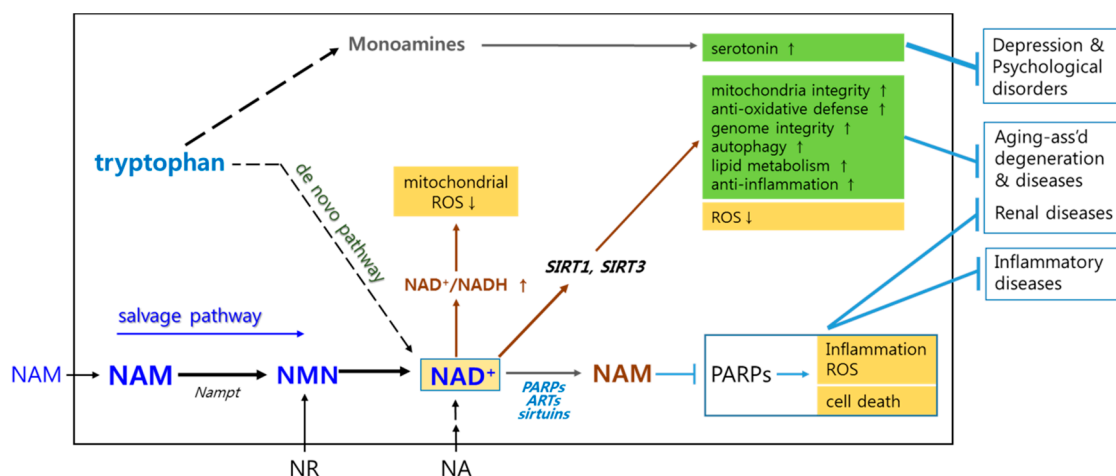 Monoamines
serotonin ↑
Depression &
Psychological
disorders
mitochondria integrity ↑
anti-oxidative defense ↑
genome integrity ↑
autophagy ↑
lipid metabolism ↑
anti-inflammation ↑
Aging-ass'd
degeneration
& diseases
Renal diseases
tryptophan
de novo pathway
mitochondrial
ROS ↓
ROS ↓
SIRT1, SIRT3
NAD⁺/NADH ↑
Inflammatory
diseases
salvage pathway
NAM
NAM
Nampt
NMN
NAD⁺
PARPs
ARTs
sirtuins
NAM
PARPs
Inflammation
ROS
cell death
NR
NA